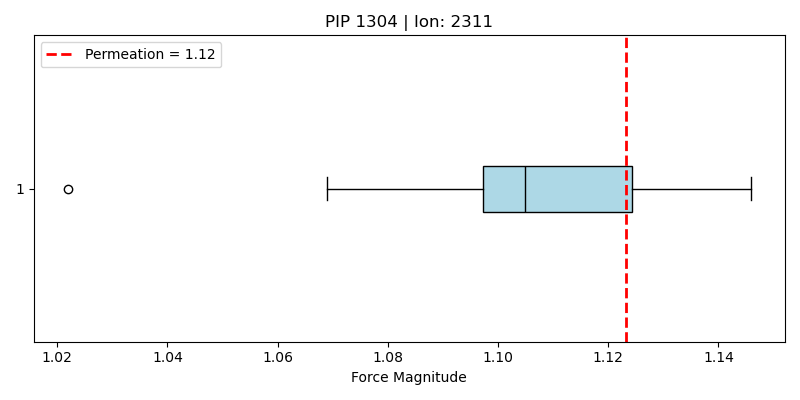 PIP 1304 | Ion: 2311
Permeation = 1.12
1
1.02 1.04 1.06 1.08 1.10 1.12 1.14
Force Magnitude